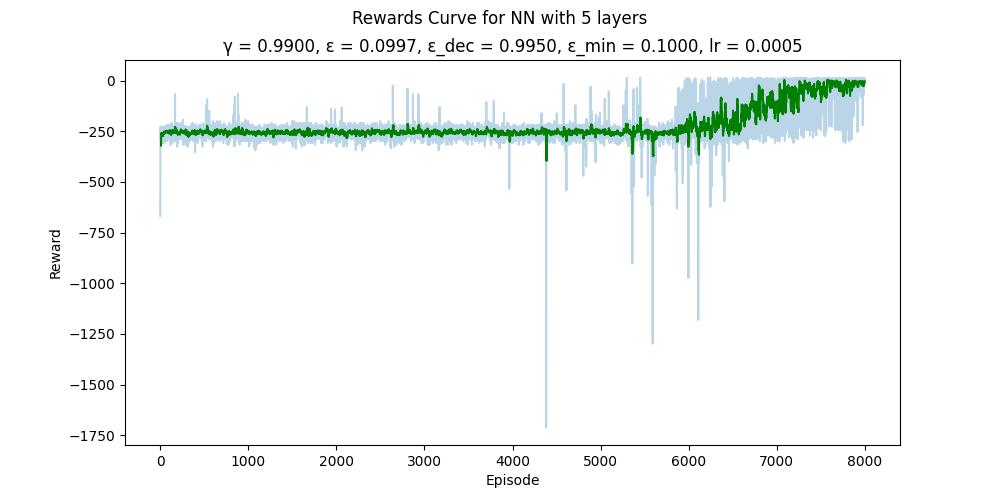 Rewards Curve for NN with 5 layers
γ = 0.9900, ε = 0.0997, ε_dec = 0.9950, ε_min = 0.1000, lr = 0.0005
0
−250
−500
−750
−1000
−1250
−1500
−1750
Reward
0 1000 2000 3000 4000 5000 6000 7000 8000
Episode